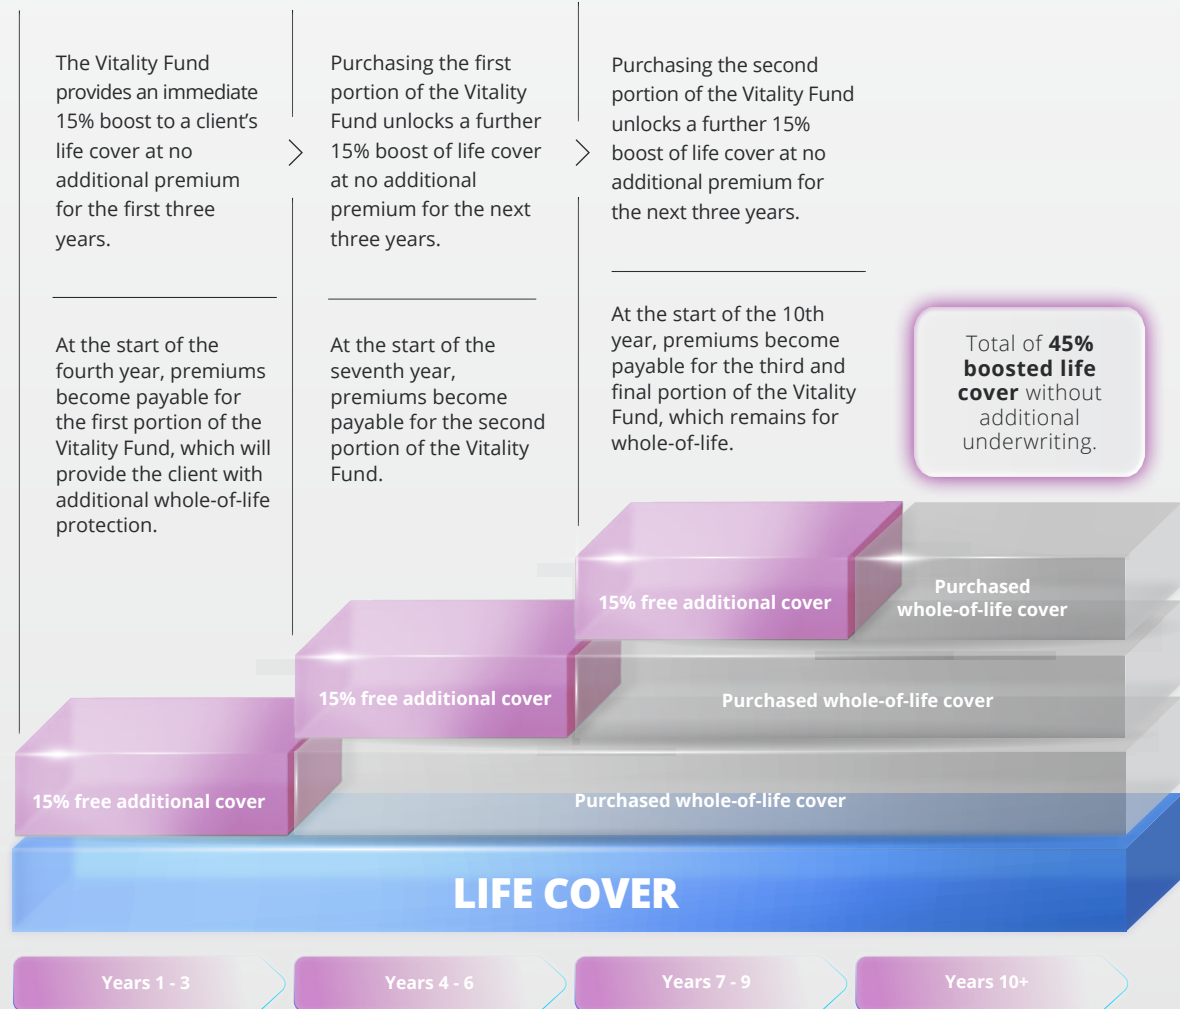 The Vitality Fund
provides an immediate
15% boost to a client’s
life cover at no
additional premium
for the first three
years.
At the start of the
fourth year, premiums
become payable for
the first portion of the
Vitality Fund, which will
provide the client with
additional whole-of-life
protection.
Purchasing the first
portion of the Vitality
Fund unlocks a further
15% boost of life cover
at no additional
premium for the next
three years.
At the start of the
seventh year,
premiums become
payable for the second
portion of the Vitality
Fund.
Purchasing the second
portion of the Vitality Fund
unlocks a further 15%
boost of life cover at no
additional premium for
the next three years.
At the start of the 10th
year, premiums become
payable for the third and
final portion of the Vitality
Fund, which remains for
whole-of-life.
Total of 45%
boosted life
cover without
additional
underwriting.
15% free additional cover
Purchased
whole-of-life cover
15% free additional cover
Purchased whole-of-life cover
15% free additional cover
Purchased whole-of-life cover
LIFE COVER
Years 1 - 3
Years 4 - 6
Years 7 - 9
Years 10+